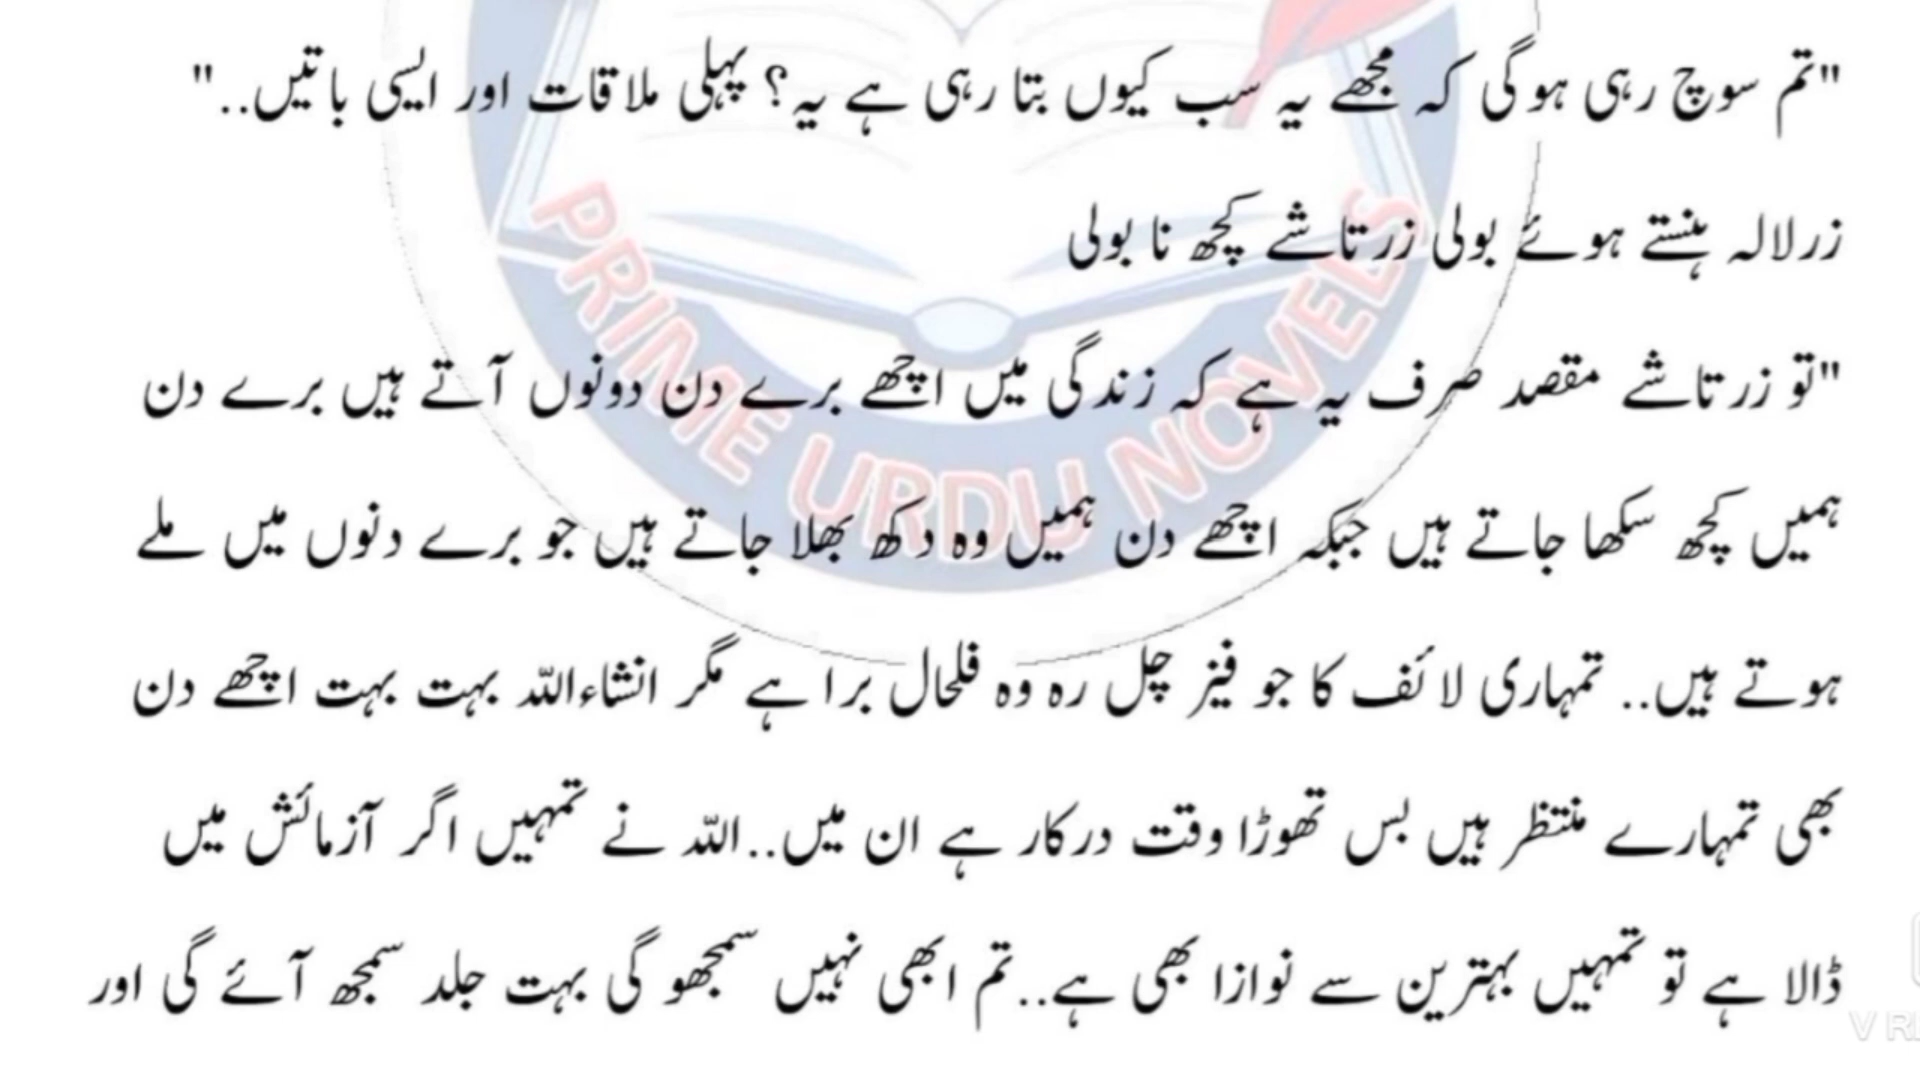 "تم سوچ رہی ہوگی کہ مجھے یہ سب کیوں بتا رہی ہے یہ؟ پہلی ملاقات اور ایسی باتیں.."
زرلالہ ہنستے ہوئے بولی زرتاشے کچھ نا بولی
"تو زرتاشے مقصد صرف یہ ہے کہ زندگی میں اچھے برے دن دونوں آتے ہیں برے دن
ہمیں کچھ سکھا جاتے ہیں جبکہ اچھے دن ہمیں وہ دکھ بھلا جاتے ہیں جو برے دنوں میں ملے
ہوتے ہیں.. تمہاری لائف کا جو فیز چل رہ وہ فلحال برا ہے مگر انشاءاللہ بہت بہت اچھے دن
بھی تمہارے منتظر ہیں بس تھوڑا وقت درکار ہے ان میں..اللہ نے تمہیں اگر آزمائش میں
ڈالا ہے تو تمہیں بہترین سے نوازا بھی ہے..تم ابھی نہیں سمجھو گی بہت جلد سمجھ آئے گی اور
PRIME URDU NOVELS